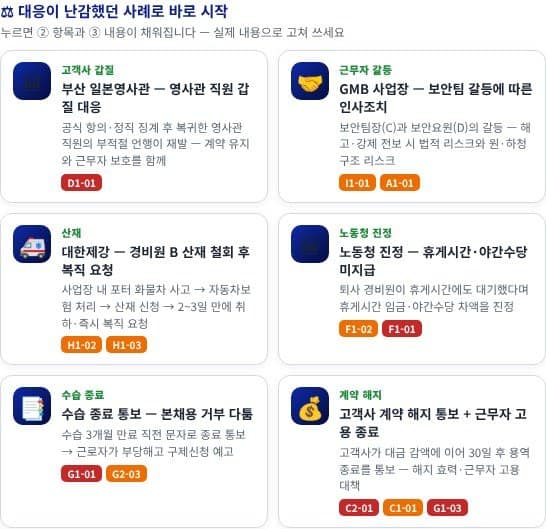 ⚖ 대응이 난감했던 사례로 바로 시작
누르면 ② 항목과 ③ 내용이 채워집니다 — 실제 내용으로 고쳐 쓰세요
고객사 갑질
부산 일본영사관 — 영사관 직원 갑
질 대응
공식 항의·정직 징계 후 복귀한 영사관
직원의 부적절 언행이 재발 — 계약 유지
와 근무자 보호를 함께
D1-01
근무자 갈등
GMB 사업장 — 보안팀 갈등에 따른
인사조치
보안팀장(C)과 보안요원(D)의 갈등 — 해
고·강제 전보 시 법적 리스크와 원·하청
구조 리스크
I1-01 A1-01
산재
대한제강 — 경비원 B 산재 철회 후
복직 요청
사업장 내 포터 화물차 사고 → 자동차보
험 처리 → 산재 신청 → 2~3일 만에 취
하·즉시 복직 요청
H1-02 H1-03
노동청 진정
노동청 진정 — 휴게시간·야간수당
미지급
퇴사 경비원이 휴게시간에도 대기했다며
휴게시간 임금·야간수당 차액을 진정
F1-02 F1-01
수습 종료
수습 종료 통보 — 본채용 거부 다툼
수습 3개월 만료 직전 문자로 종료 통보
→ 근로자가 부당해고 구제신청 예고
G1-01 G2-03
계약 해지
고객사 계약 해지 통보 + 근무자 고
용 종료
고객사가 대금 감액에 이어 30일 후 용역
종료를 통보 — 해지 효력·근무자 고용
대책
C2-01 C1-01 G1-03